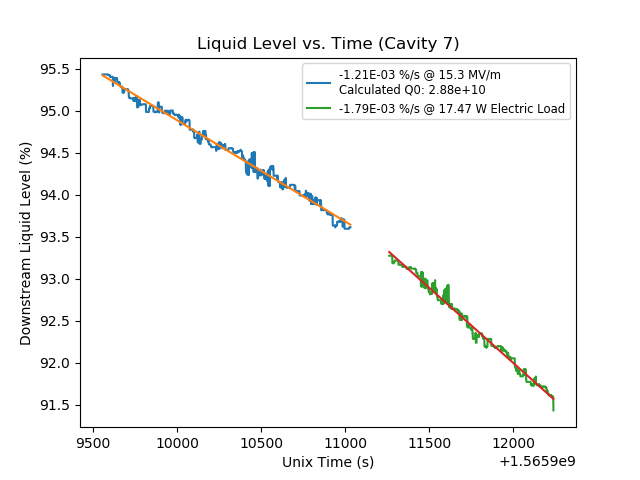 Liquid Level vs. Time (Cavity 7)
-1.21E-03 %/s @ 15.3 MV/m
Calculated Q0: 2.88e+10
-1.79E-03 %/s @ 17.47 W Electric Load
Downstream Liquid Level (%)
95.5
95.0
94.5
94.0
93.5
93.0
92.5
92.0
91.5
9500 10000 10500 11000 11500 12000
Unix Time (s)
+1.5659e9